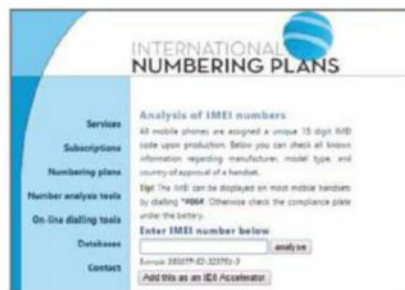 INTERNATIONAL
NUMBERING PLANS
Services
Subscriptions
Numbering plans
Number analysis tools
On-line dialling tools
Databases
Contact
Analysis of IMEI numbers
All mobile phones are assigned a unique 15 digit IMEI
code upon production. Below you can check all known
information regarding manufacturer, model type, and
country of approval of a handset.
Tip! The IMEI can be displayed on most mobile handsets
by dialling *#06#. Otherwise check the compliance plate
under the battery.
Enter IMEI number below
analyse
Example
Add this as an IE8 Accelerator